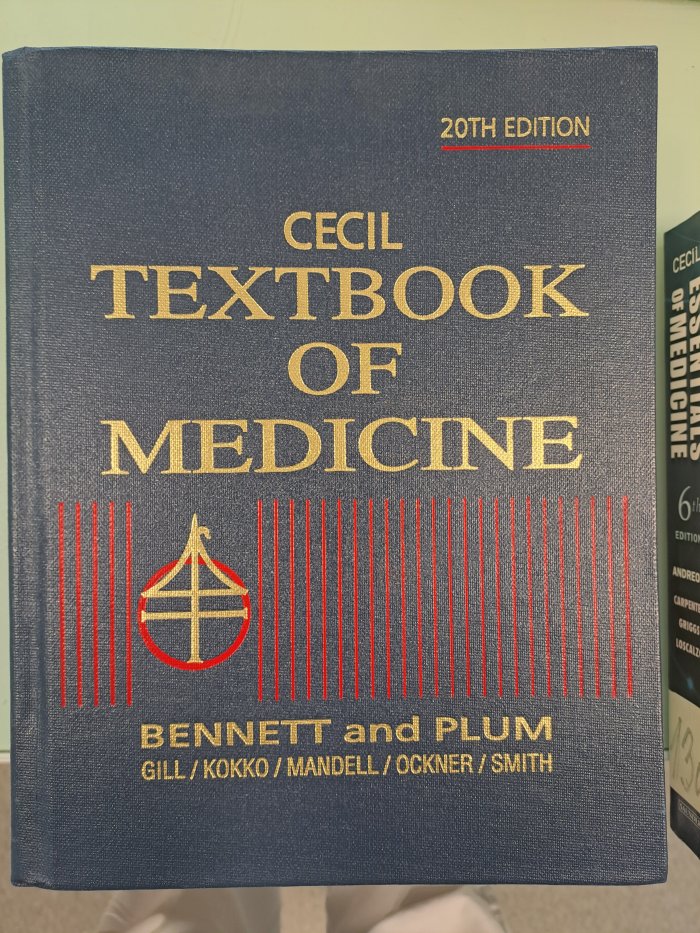 20TH EDITION
CECIL
TEXTBOOK
OF
MEDICINE
BENNETT and PLUM
GILL / KOKKO / MANDELL / OCKNER / SMITH
CECIL
ESSENTIALS
OF MEDICINE
6th
EDITION